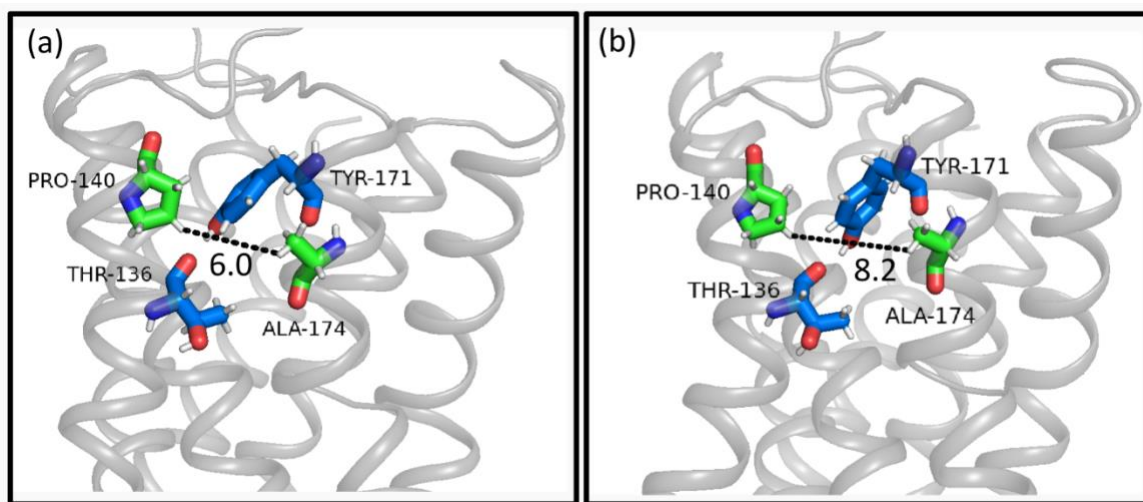 (a)
PRO-140
TYR-171
THR-136
6.0
ALA-174
(b)
PRO-140
TYR-171
THR-136
8.2
ALA-174